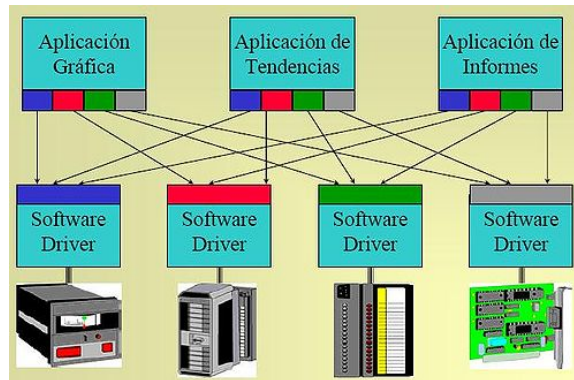 Aplicación
Gráfica
Aplicación de
Tendencias
Aplicación de
Informes
Software
Driver
Software
Driver
Software
Driver
Software
Driver